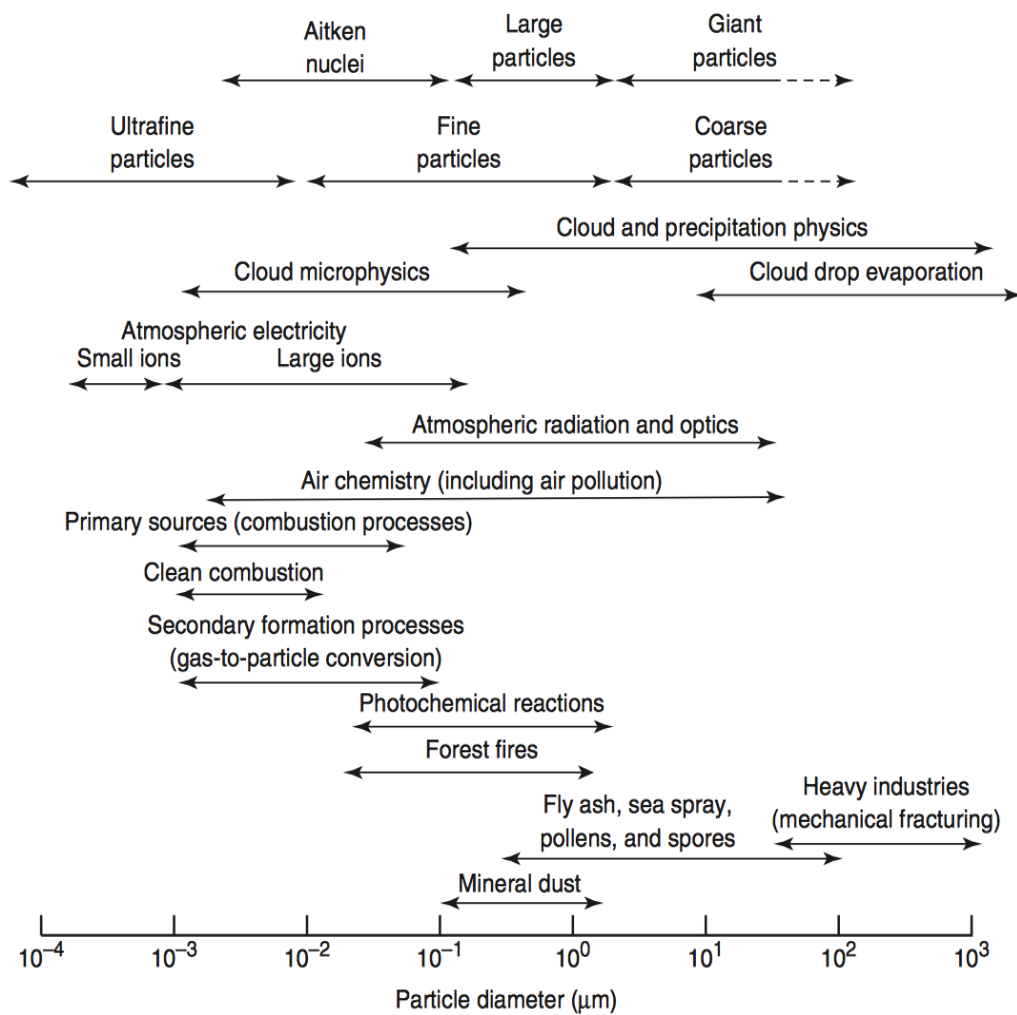 Aitken
nuclei
Large
particles
Giant
particles
Ultrafine
particles
Fine
particles
Coarse
particles
Cloud and precipitation physics
Cloud microphysics
Cloud drop evaporation
Atmospheric electricity
Small ions
Large ions
Atmospheric radiation and optics
Air chemistry (including air pollution)
Primary sources (combustion processes)
Clean combustion
Secondary formation processes
(gas-to-particle conversion)
Photochemical reactions
Forest fires
Fly ash, sea spray,
pollens, and spores
Heavy industries
(mechanical fracturing)
Mineral dust
10⁻⁴ 10⁻³ 10⁻² 10⁻¹ 10⁰ 10¹ 10² 10³
Particle diameter (μm)